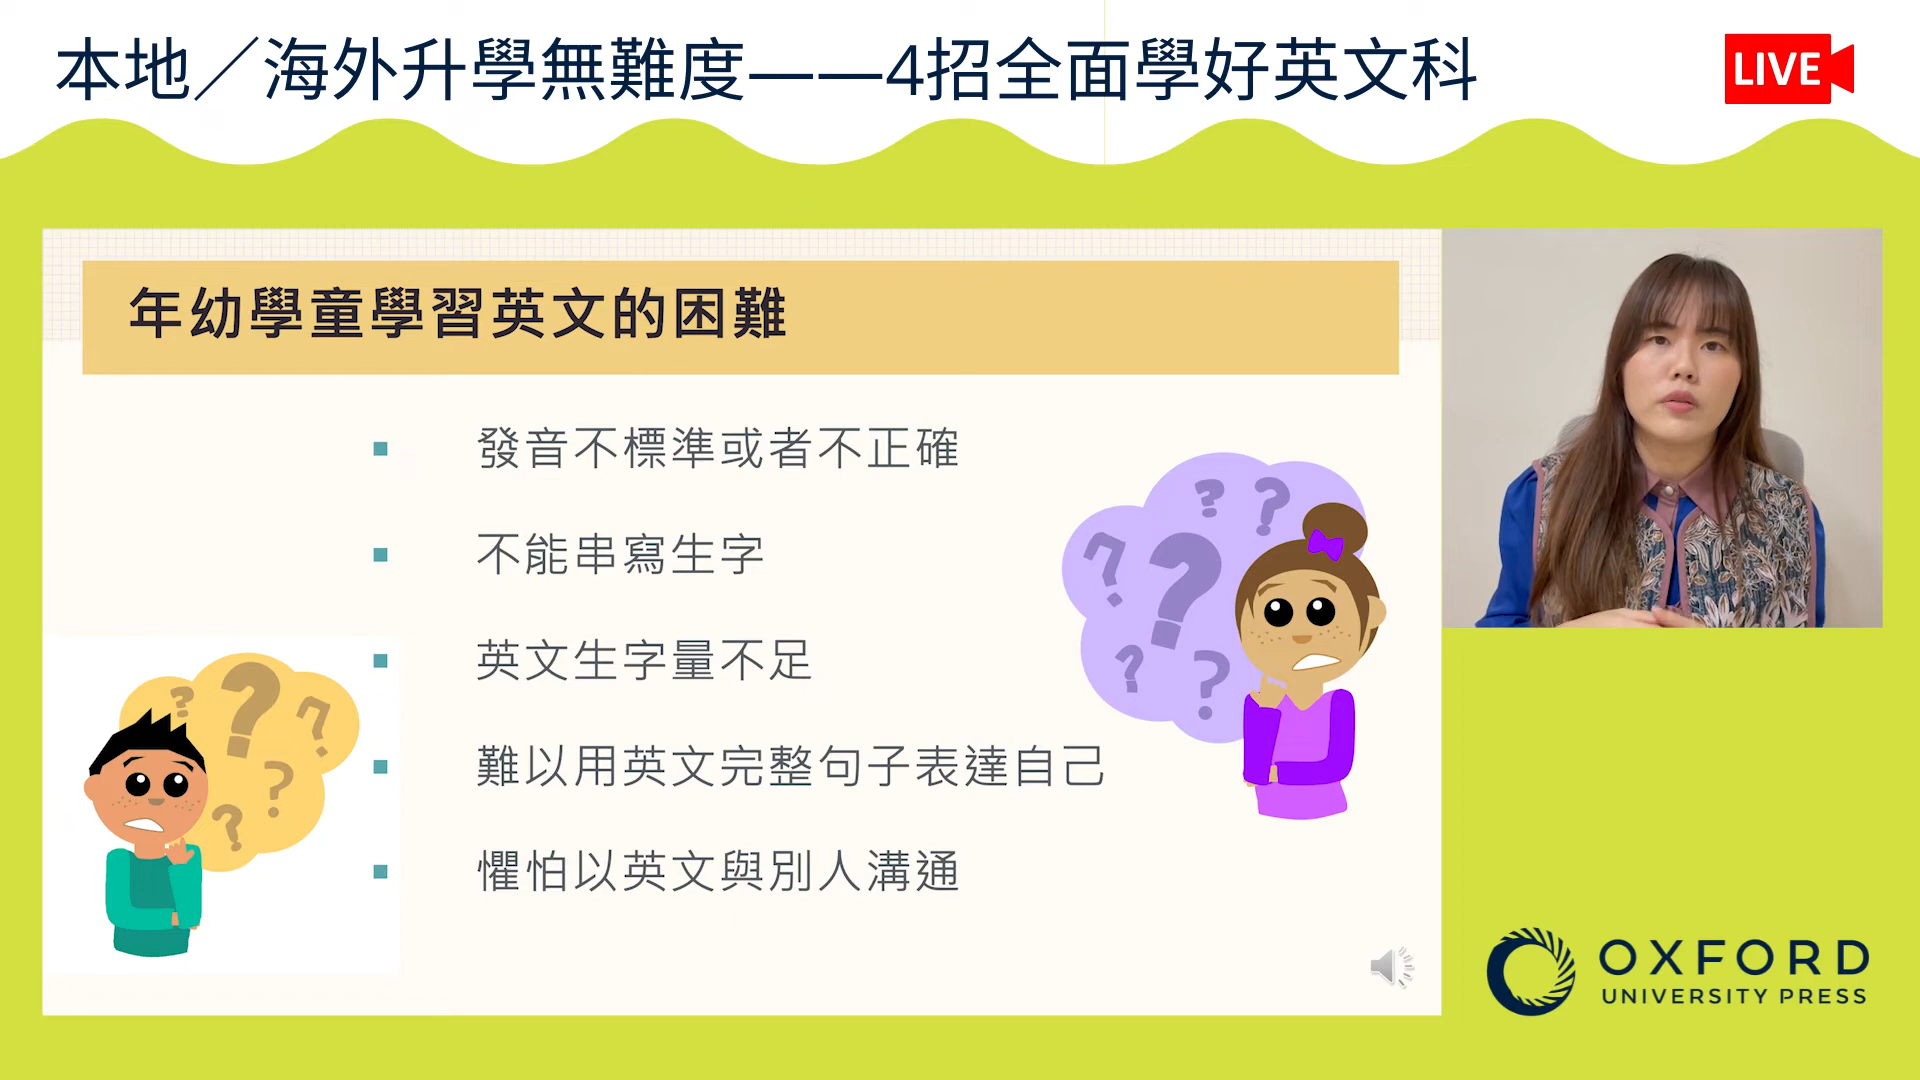 本地／海外升學無難度——4招全面學好英文科
LIVE
年幼學童學習英文的困難
發音不標準或者不正確
不能串寫生字
英文生字量不足
難以用英文完整句子表達自己
懼怕以英文與別人溝通
? ? ? ? ? ?
? ? ? ? ?
OXFORD
UNIVERSITY PRESS